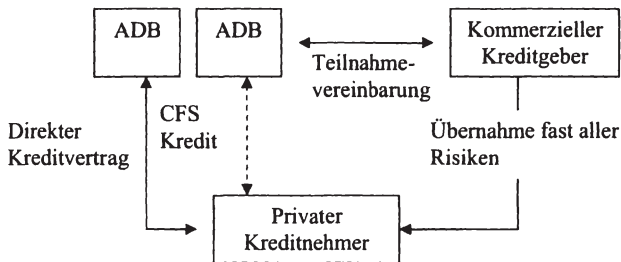 ADB
ADB
Kommerzieller
Kreditgeber
Teilnahme-
vereinbarung
Direkter
Kreditvertrag
CFS
Kredit
Übernahme fast aller
Risiken
Privater
Kreditnehmer